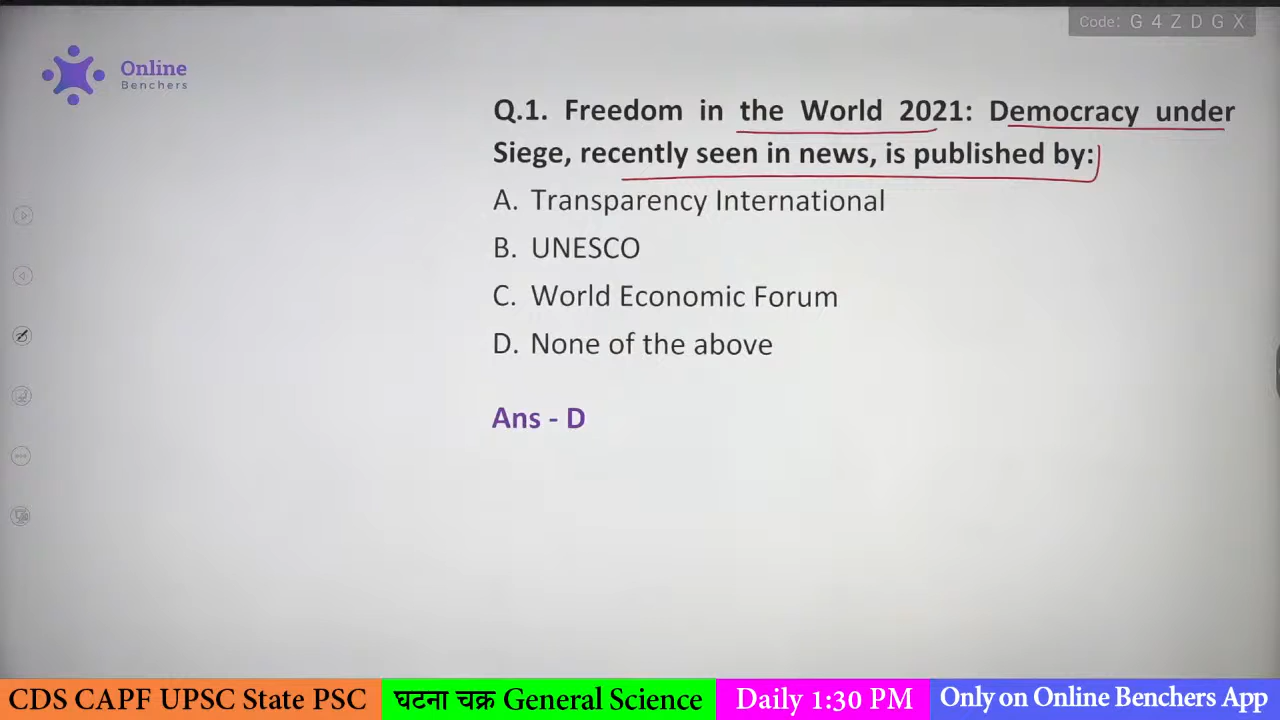 Code: G4ZDGX
Online
Benchers
Q.1. Freedom in the World 2021: Democracy under
Siege, recently seen in news, is published by:
A. Transparency International
B. UNESCO
C. World Economic Forum
D. None of the above
Ans - D
CDS CAPF UPSC State PSC घटना चक्र General Science Daily 1:30 PM Only on Online Benchers App